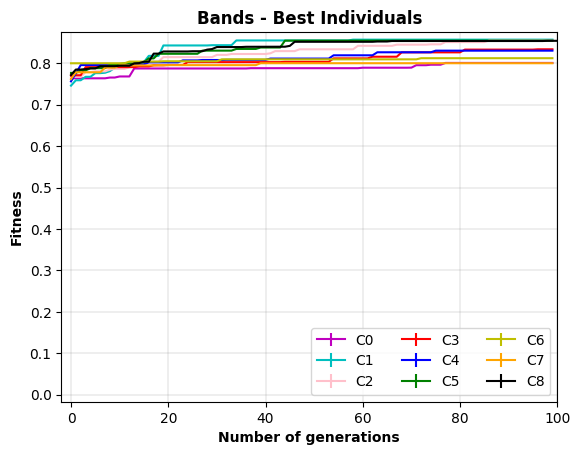 Bands - Best Individuals
Fitness
0.8
0.7
0.6
0.5
0.4
0.3
0.2
0.1
0.0
C0 C3 C6
C1 C4 C7
C2 C5 C8
0 20 40 60 80 100
Number of generations